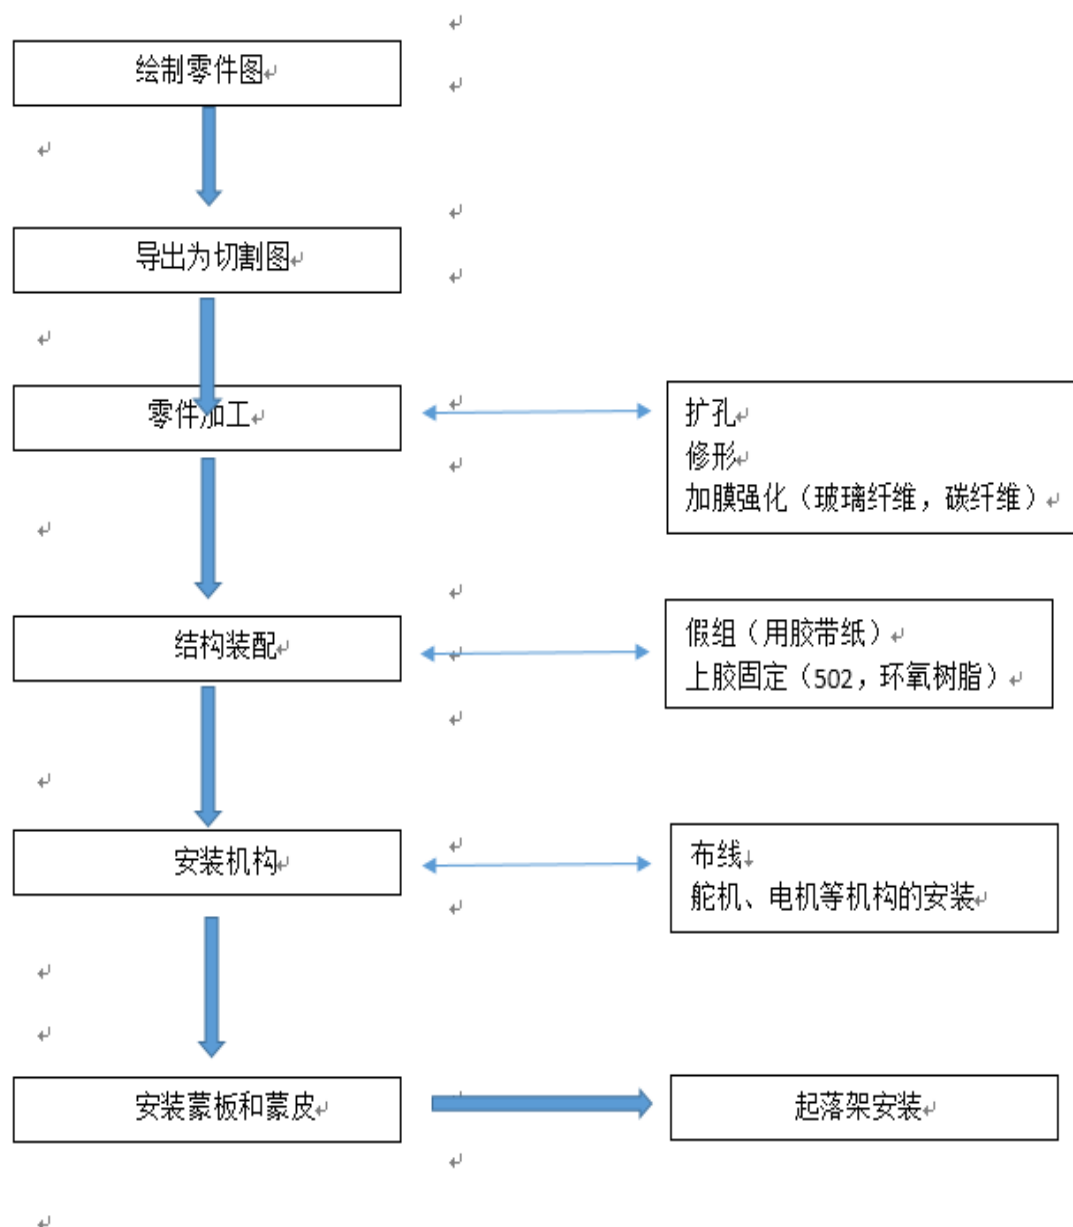 绘制零件图
导出为切割图
零件加工
扩孔
修形
加膜强化（玻璃纤维，碳纤维）
结构装配
假组（用胶带纸）
上胶固定（502，环氧树脂）
安装机构
布线
舵机、电机等机构的安装
安装蒙板和蒙皮
起落架安装